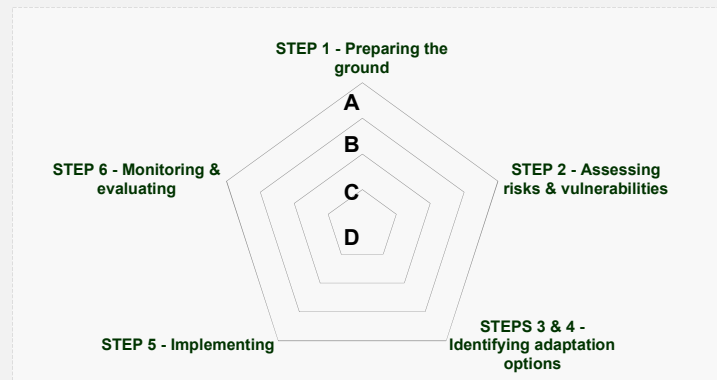 STEP 1 - Preparing the
ground
A
B
STEP 6 - Monitoring &
evaluating
STEP 2 - Assessing
risks & vulnerabilities
C
D
STEP 5 - Implementing
STEPS 3 & 4 -
Identifying adaptation
options